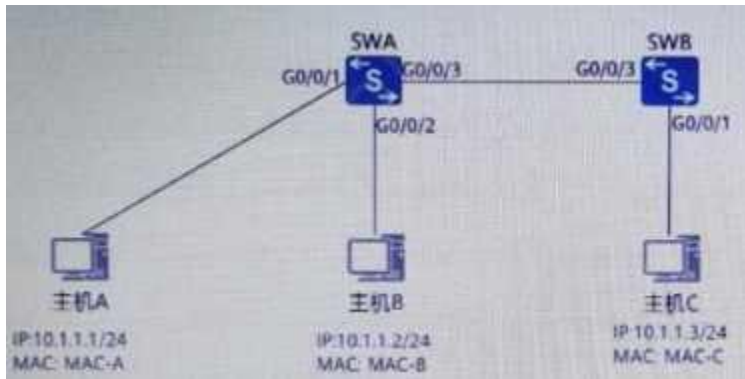 SWA
SWB
G0/0/1
G0/0/3
G0/0/3
G0/0/2
G0/0/1
S
S
主机A
主机B
主机C
IP:10.1.1.1/24
MAC: MAC-A
IP:10.1.1.2/24
MAC: MAC-B
IP:10.1.1.3/24
MAC: MAC-C